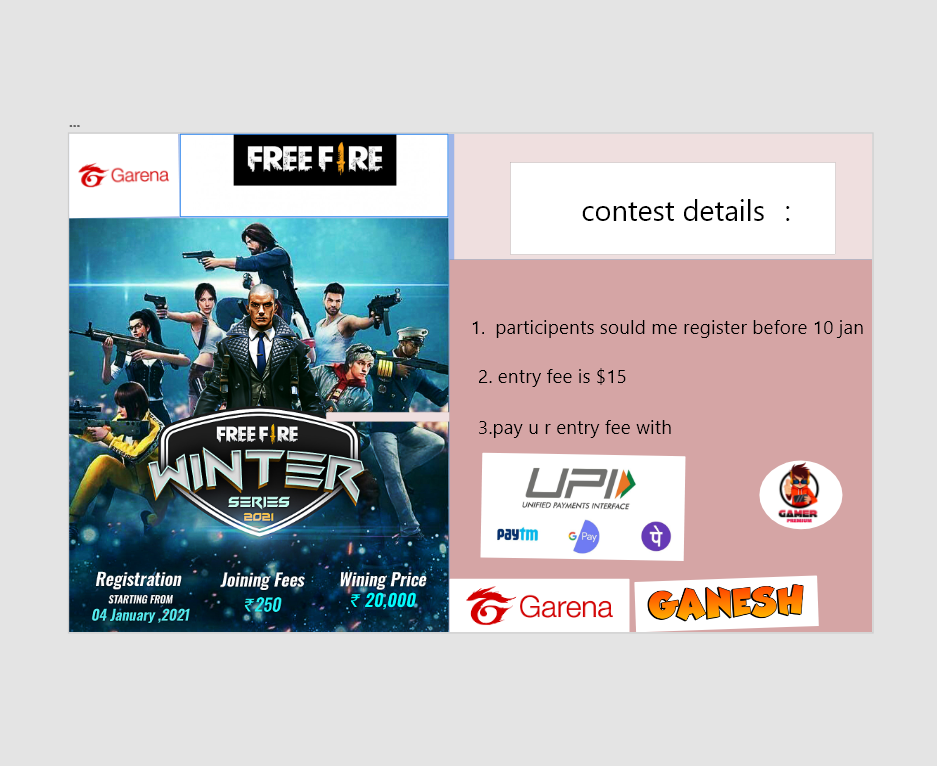 ...
Garena
FREE FIRE
FREE FIRE
WINTER
SERIES
2021
Registration
STARTING FROM
04 January ,2021
Joining Fees
₹250
Wining Price
₹ 20,000
contest details :
1. participents sould me register before 10 jan
2. entry fee is $15
3.pay u r entry fee with
UPI
UNIFIED PAYMENTS INTERFACE
paytm
G Pay
पे
GAMER
PREMIUM
Garena
GANESH